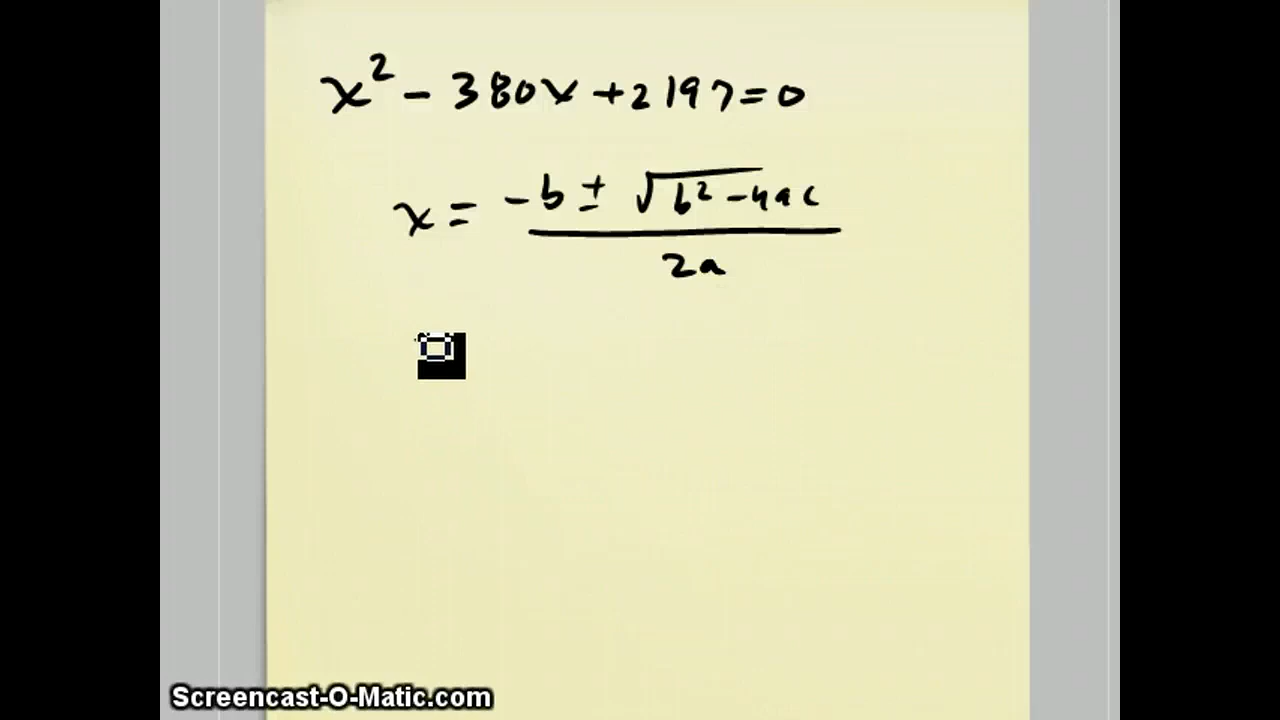 x² - 380x + 2197 = 0
x = -b ± √b² - 4ac
2a
Screencast-O-Matic.com